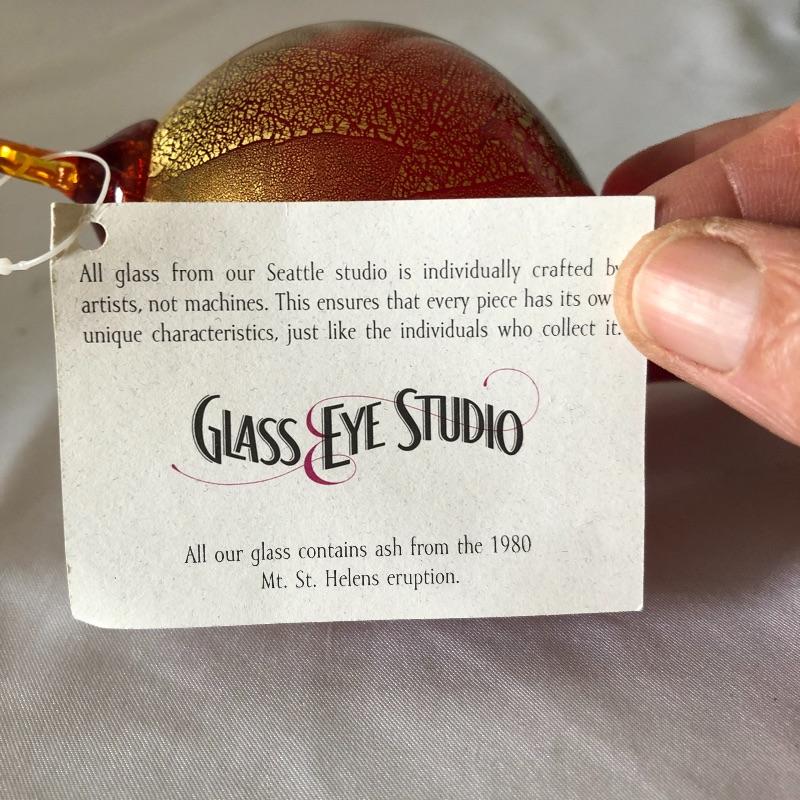 All glass from our Seattle studio is individually crafted by
artists, not machines. This ensures that every piece has its ow
unique characteristics, just like the individuals who collect it.
GLASS EYE STUDIO
All our glass contains ash from the 1980
Mt. St. Helens eruption.